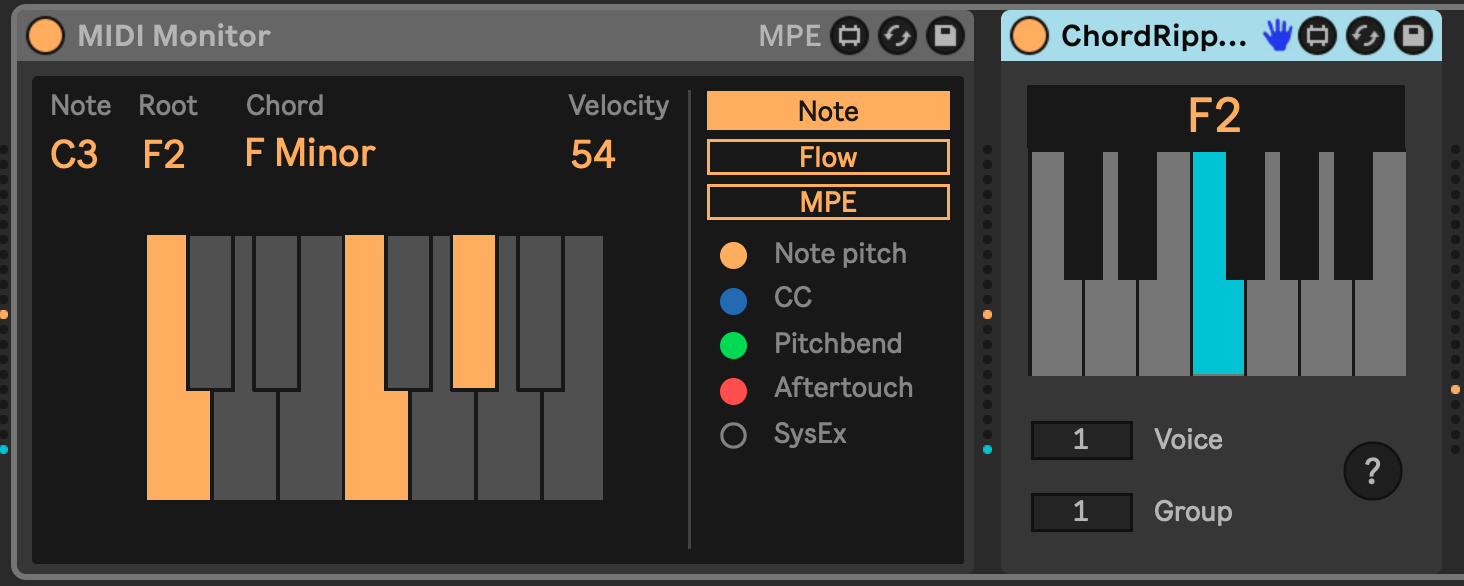 MIDI Monitor MPE
Note Root Chord Velocity
C3 F2 F Minor 54
Note
Flow
MPE
Note pitch
CC
Pitchbend
Aftertouch
SysEx
ChordRipp...
F2
1 Voice
?
1 Group